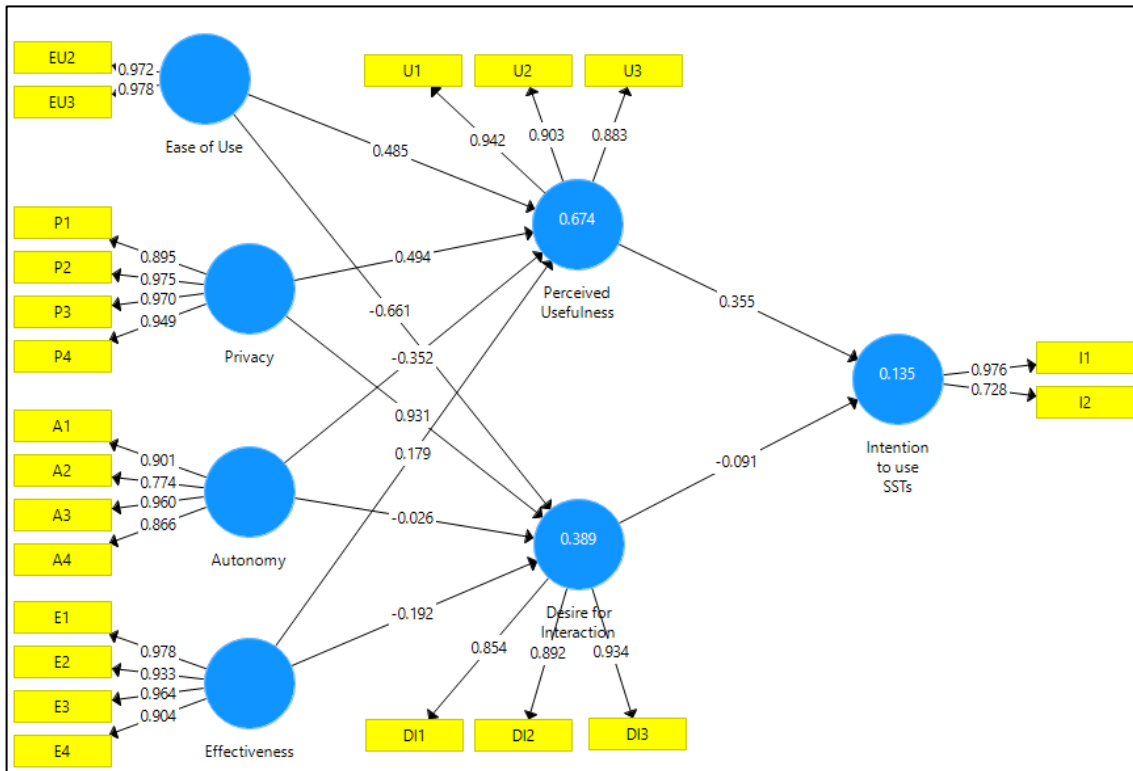 EU2
EU3
0.972
0.978
Ease of Use
U1
U2
U3
0.942
0.903
0.883
0.485
0.674
Perceived
Usefulness
P1
P2
P3
P4
0.895
0.975
0.970
0.949
Privacy
0.494
-0.661
-0.352
0.931
0.179
0.355
0.135
Intention
to use
SSTs
0.976
0.728
I1
I2
A1
A2
A3
A4
0.901
0.774
0.960
0.866
Autonomy
-0.026
-0.091
0.389
Desire for
Interaction
E1
E2
E3
E4
0.978
0.933
0.964
0.904
Effectiveness
-0.192
0.854
0.892
0.934
DI1
DI2
DI3